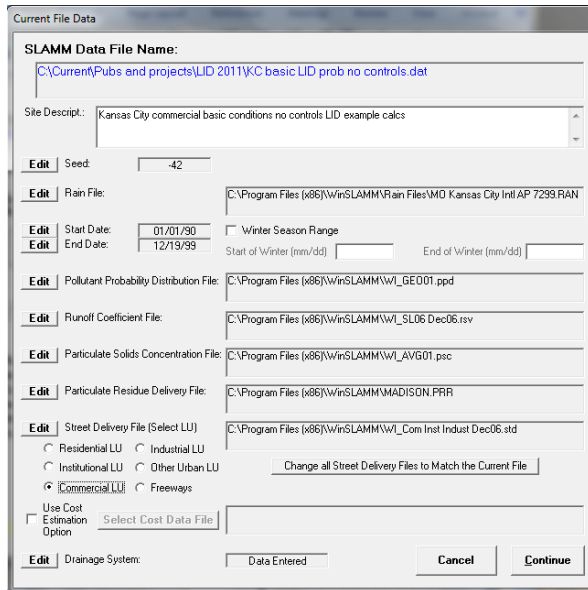 Current File Data
SLAMM Data File Name:
C:\Current\Pubs and projects\LID 2011\KC basic LID prob no controls.dat
Site Descript.: Kansas City commercial basic conditions no controls LID example calcs
Edit Seed: -42
Edit Rain File: C:\Program Files (x86)\WinSLAMM\Rain Files\MO Kansas City Intl AP 7299.RAN
Edit Start Date: 01/01/90 Winter Season Range
Edit End Date: 12/19/99 Start of Winter (mm/dd) End of Winter (mm/dd)
Edit Pollutant Probability Distribution File: C:\Program Files (x86)\WinSLAMM\WI_GEO01.ppd
Edit Runoff Coefficient File: C:\Program Files (x86)\WinSLAMM\WI_SL06 Dec06.rsv
Edit Particulate Solids Concentration File: C:\Program Files (x86)\WinSLAMM\WI_AVG01.psc
Edit Particulate Residue Delivery File: C:\Program Files (x86)\WinSLAMM\MADISON.PRR
Edit Street Delivery File (Select LU) C:\Program Files (x86)\WinSLAMM\WI_Com Inst Indust Dec06.std
Residential LU Industrial LU
Institutional LU Other Urban LU Change all Street Delivery Files to Match the Current File
Commercial LU Freeways
Use Cost
Estimation
Option
Select Cost Data File
Edit Drainage System: Data Entered Cancel Continue